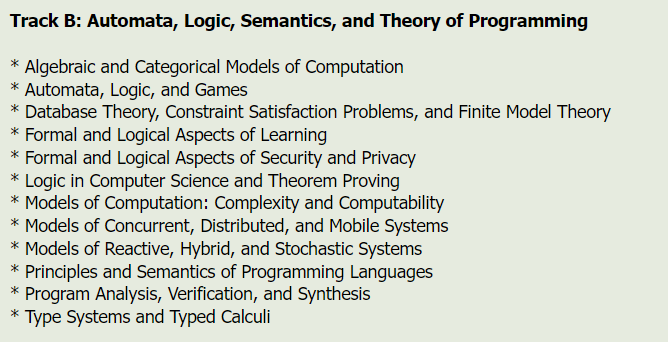 Track B: Automata, Logic, Semantics, and Theory of Programming
* Algebraic and Categorical Models of Computation
* Automata, Logic, and Games
* Database Theory, Constraint Satisfaction Problems, and Finite Model Theory
* Formal and Logical Aspects of Learning
* Formal and Logical Aspects of Security and Privacy
* Logic in Computer Science and Theorem Proving
* Models of Computation: Complexity and Computability
* Models of Concurrent, Distributed, and Mobile Systems
* Models of Reactive, Hybrid, and Stochastic Systems
* Principles and Semantics of Programming Languages
* Program Analysis, Verification, and Synthesis
* Type Systems and Typed Calculi